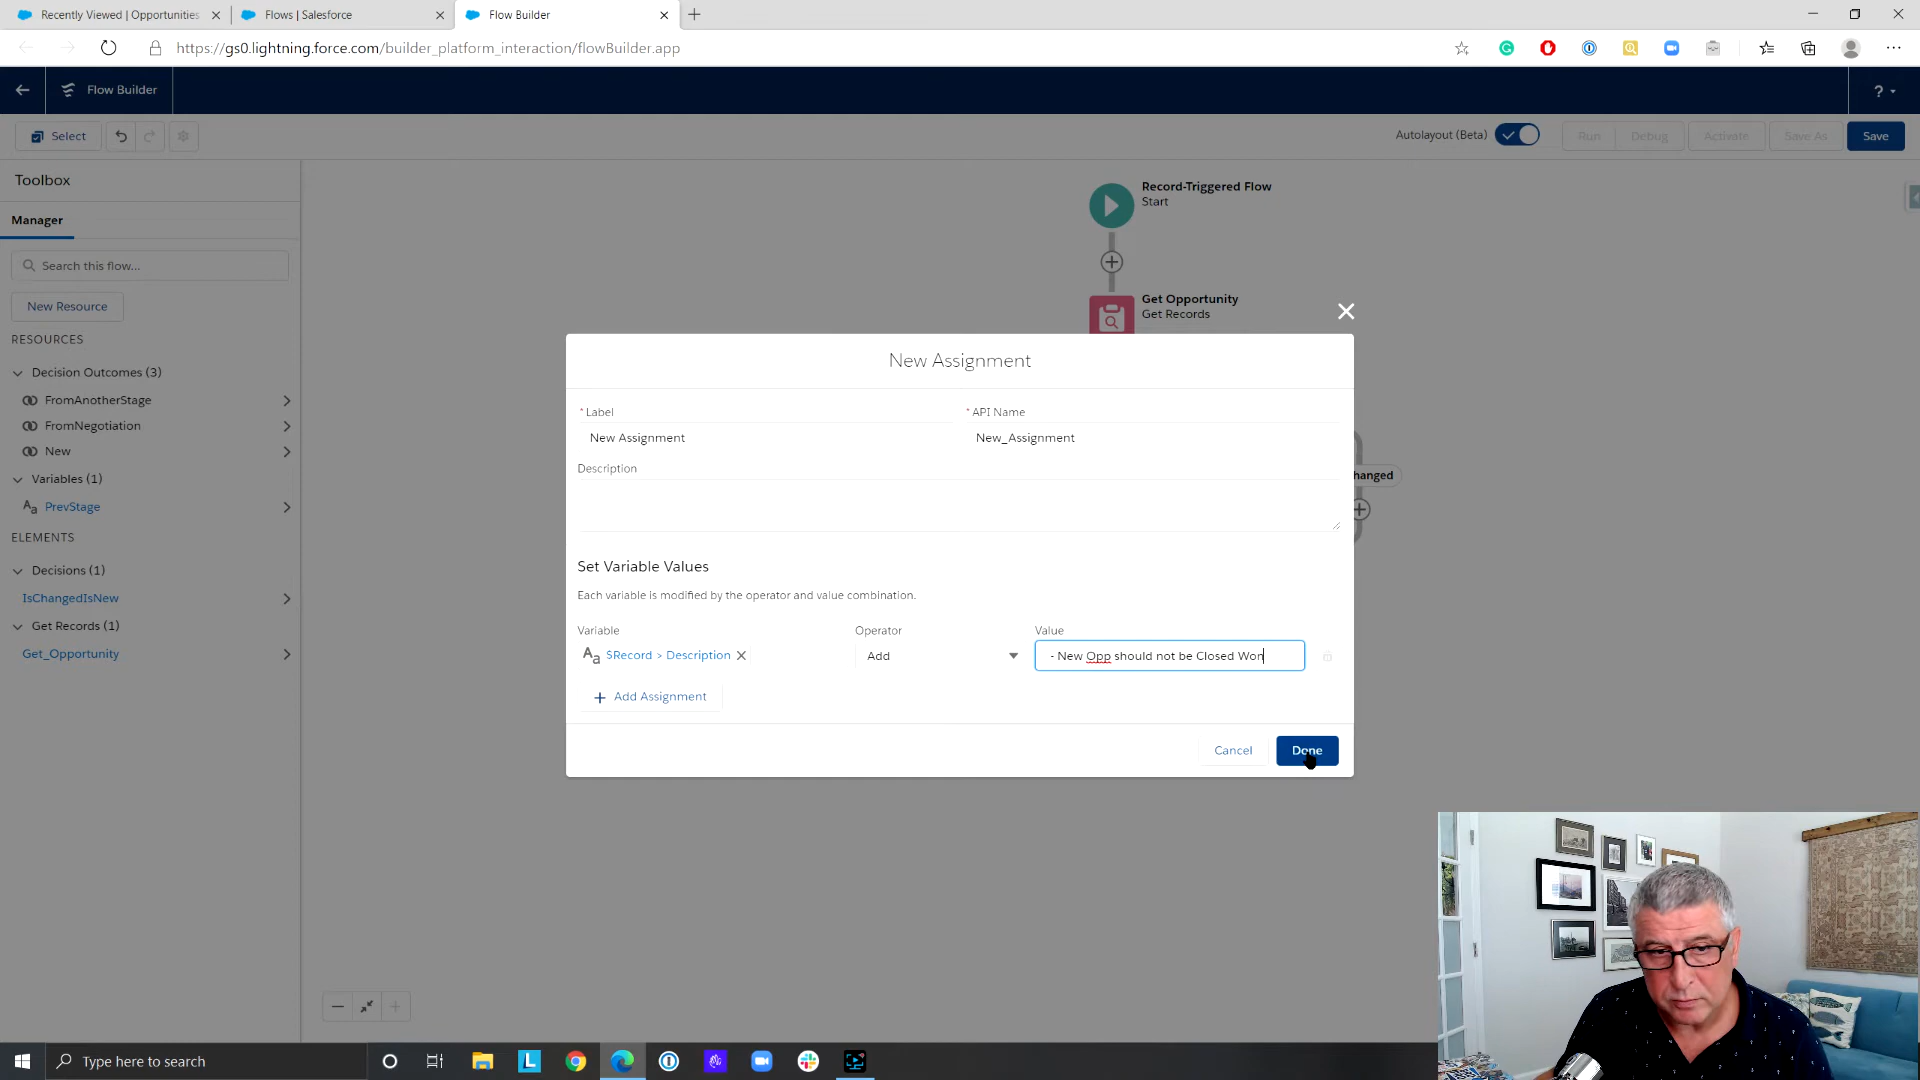 Recently Viewed | Opportunities
Flows | Salesforce
Flow Builder
https://gs0.lightning.force.com/builder_platform_interaction/flowBuilder.app
Flow Builder
?
Select
Autolayout (Beta)
Run
Debug
Activate
Save As
Save
Toolbox
Manager
Search this flow...
New Resource
RESOURCES
Decision Outcomes (3)
FromAnotherStage
FromNegotiation
New
Variables (1)
Aa PrevStage
ELEMENTS
Decisions (1)
IsChangedIsNew
Get Records (1)
Get_Opportunity
Record-Triggered Flow
Start
Get Opportunity
Get Records
hanged
New Assignment
* Label
New Assignment
* API Name
New_Assignment
Description
Set Variable Values
Each variable is modified by the operator and value combination.
Variable
Operator
Value
Aa $Record > Description
Add
- New Opp should not be Closed Won
+ Add Assignment
Cancel
Done
Type here to search